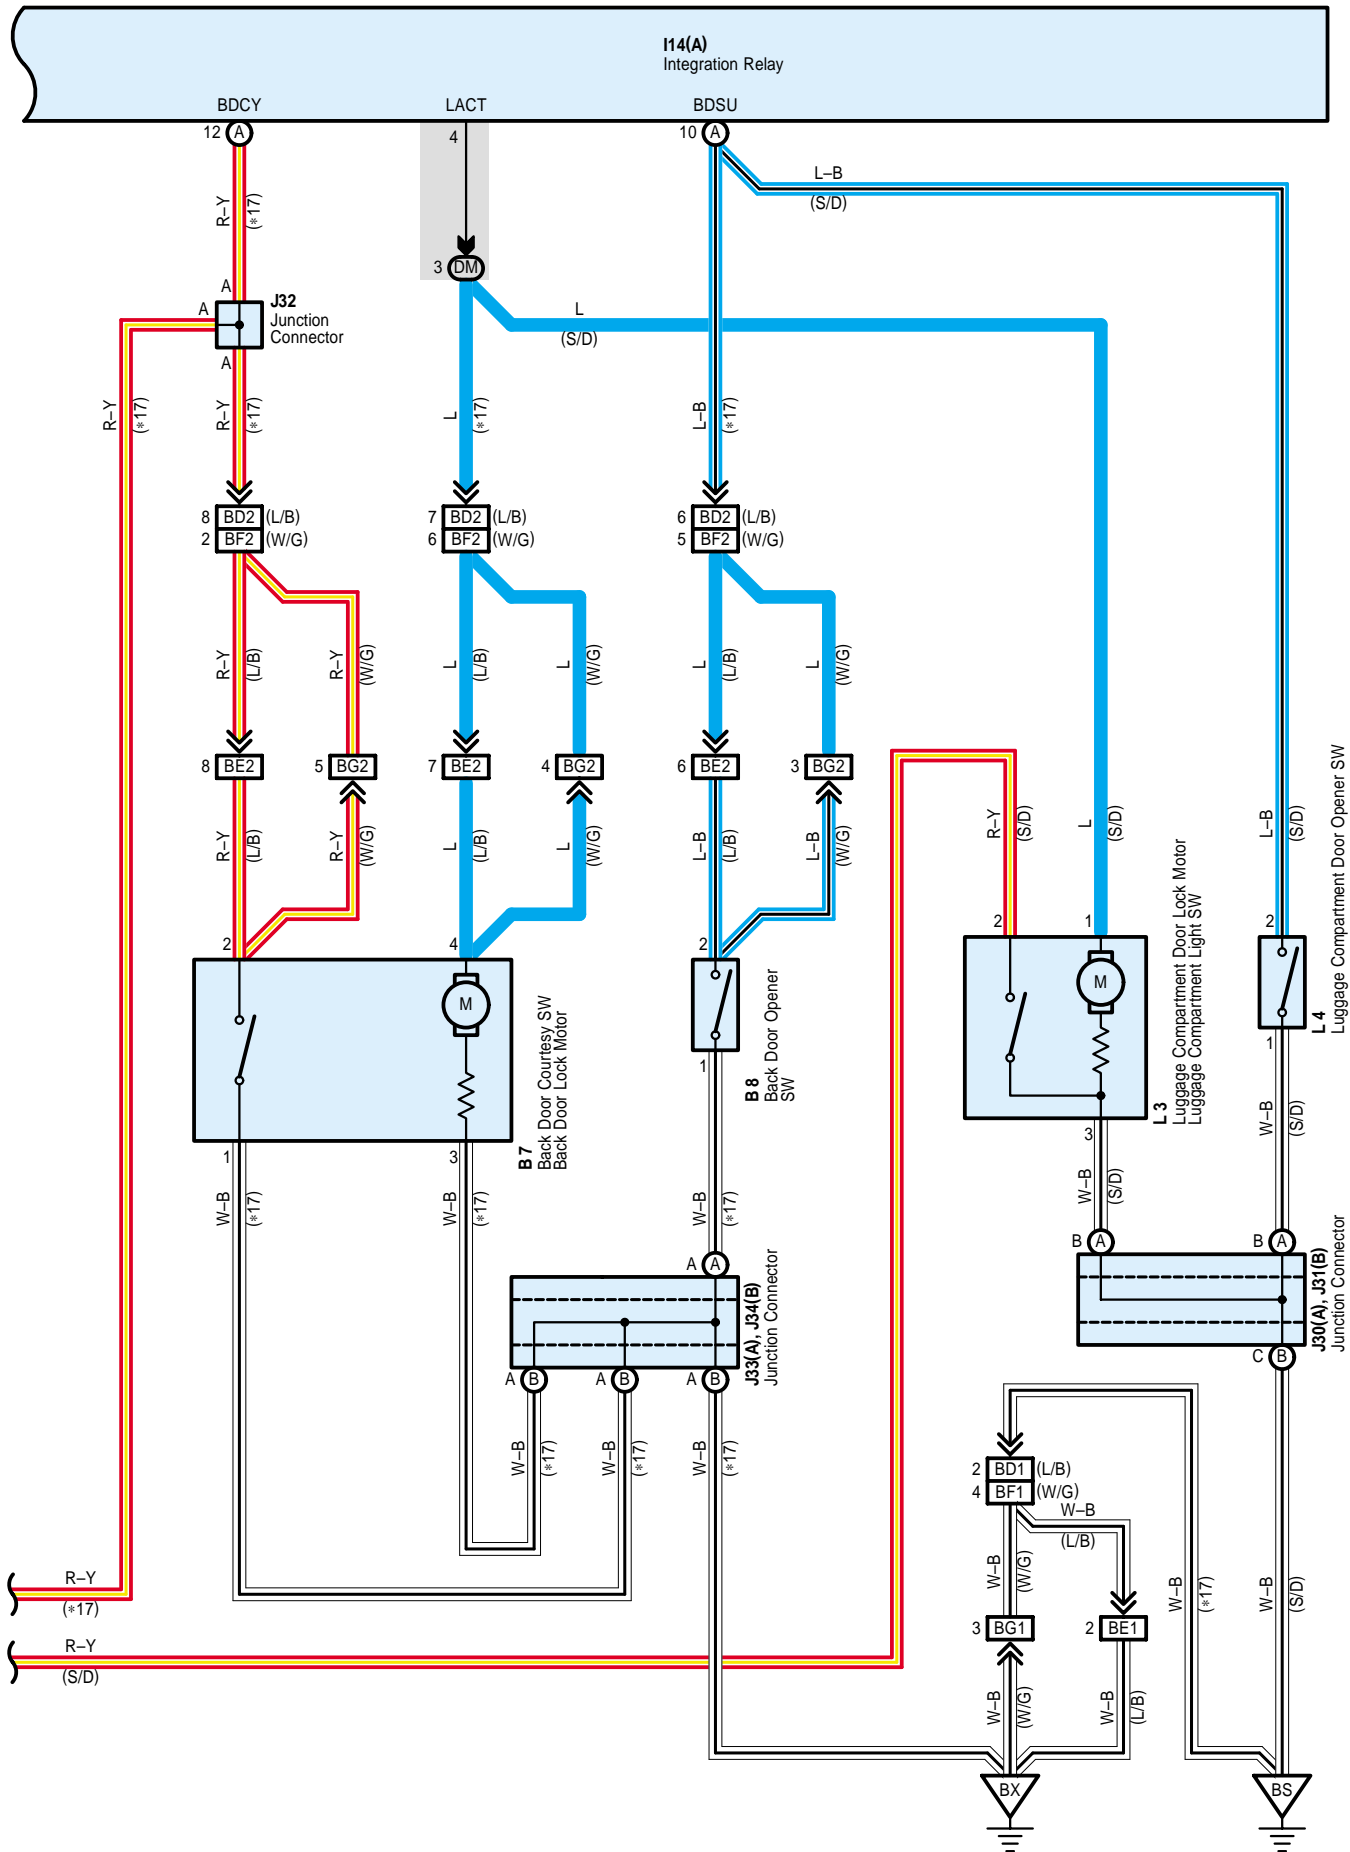 I14(A)
Integration Relay
BDCY
LACT
BDSU
12 A
4
10 A
L–B
(S/D)
R–Y
(∗17)
3 DM
A
A
J32
Junction
Connector
A
L
(S/D)
R–Y
(∗17)
R–Y
(∗17)
L
(∗17)
L–B
(∗17)
8 BD2 (L/B)
2 BF2 (W/G)
7 BD2 (L/B)
6 BF2 (W/G)
6 BD2 (L/B)
5 BF2 (W/G)
R–Y
(L/B)
R–Y
(W/G)
L
(L/B)
L
(W/G)
L
(L/B)
L
(W/G)
8 BE2
5 BG2
7 BE2
4 BG2
6 BE2
3 BG2
R–Y
(L/B)
R–Y
(W/G)
L
(L/B)
L
(W/G)
L–B
(L/B)
L–B
(W/G)
R–Y
(S/D)
L
(S/D)
L–B
(S/D)
2
4
2
2
1
2
M
M
1
3
B 7
Back Door Courtesy SW
Back Door Lock Motor
1
B 8
Back Door Opener
SW
3
L 3
Luggage Compartment Door Lock Motor
Luggage Compartment Light SW
1
L 4
Luggage Compartment Door Opener SW
W–B
(∗17)
W–B
(∗17)
W–B
(∗17)
W–B
(S/D)
W–B
(S/D)
A A
B A
B A
J33(A), J34(B)
Junction Connector
J30(A), J31(B)
Junction Connector
A B
A B
A B
C B
W–B
(∗17)
W–B
(∗17)
W–B
(∗17)
2 BD1 (L/B)
4 BF1 (W/G)
W–B
(L/B)
W–B
(W/G)
W–B
(∗17)
W–B
(S/D)
R–Y
(∗17)
3 BG1
2 BE1
R–Y
(S/D)
W–B
(W/G)
W–B
(L/B)
BX
BS